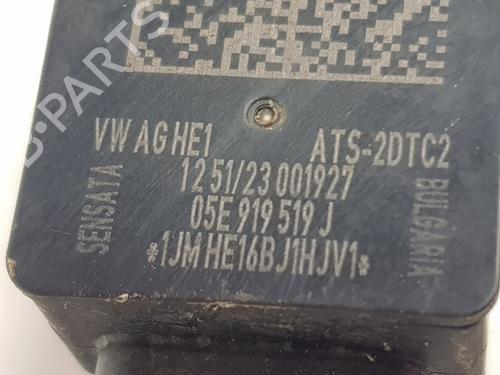 B-PARTS
VW AG HE1 ATS-2DTC2
12 51/23 001927
05E 919 519 J
*1JM HE16BJ1HJV1*
SENSATA
BULGARIA